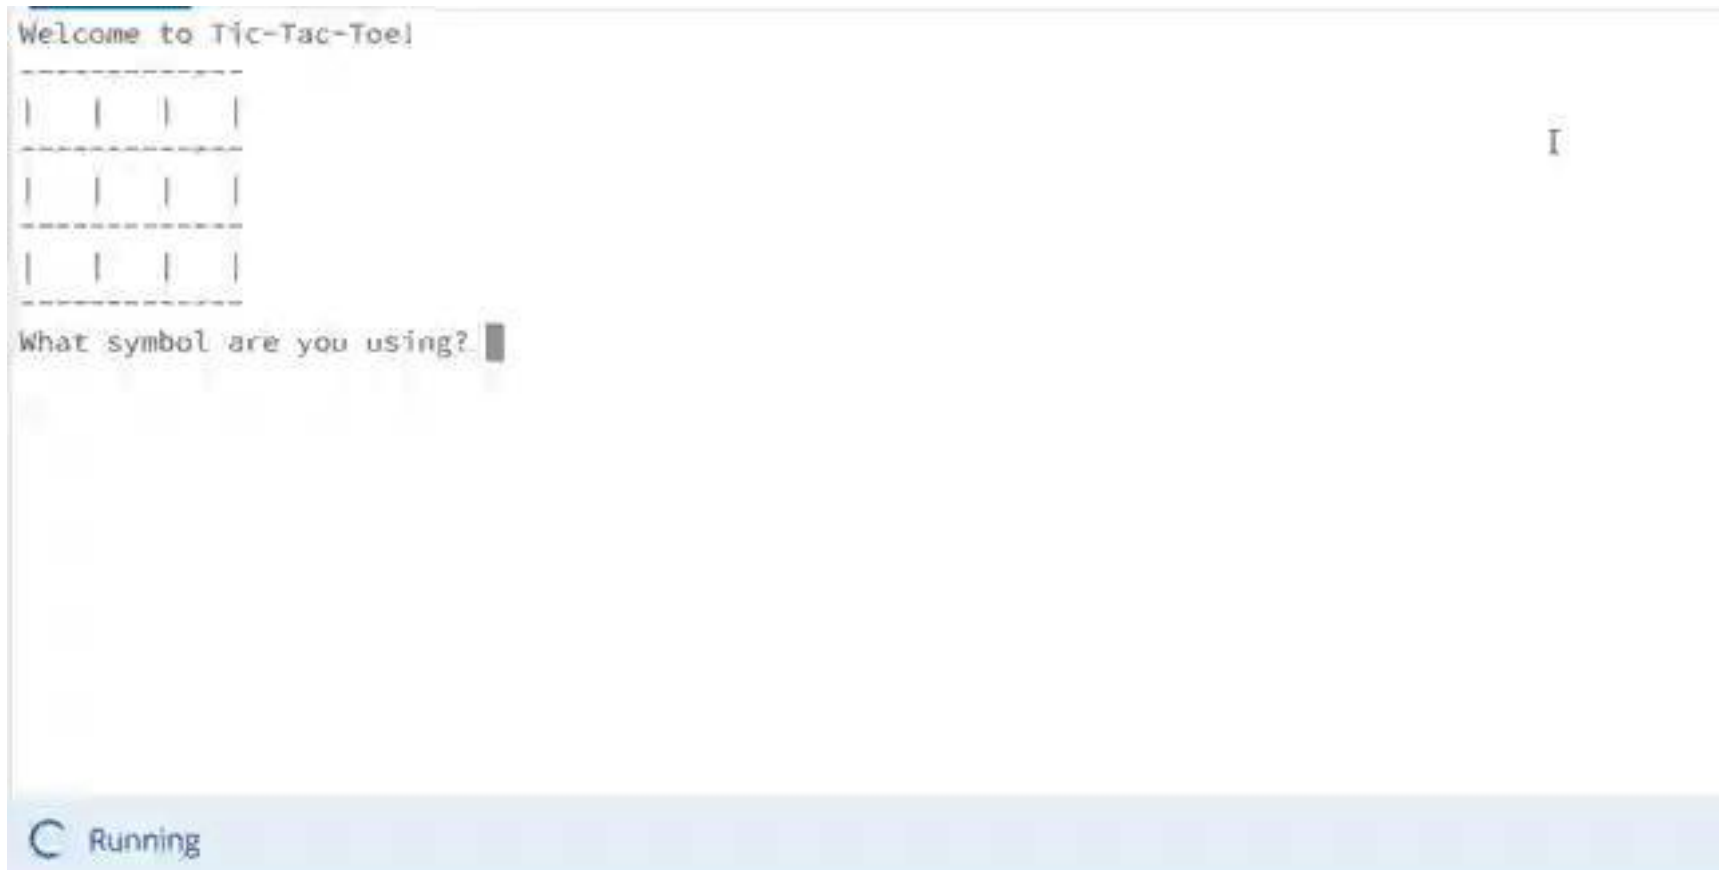 Welcome to Tic-Tac-Toe!
-------------
|   |   |   |
-------------
|   |   |   |
-------------
|   |   |   |
-------------
What symbol are you using?
Running